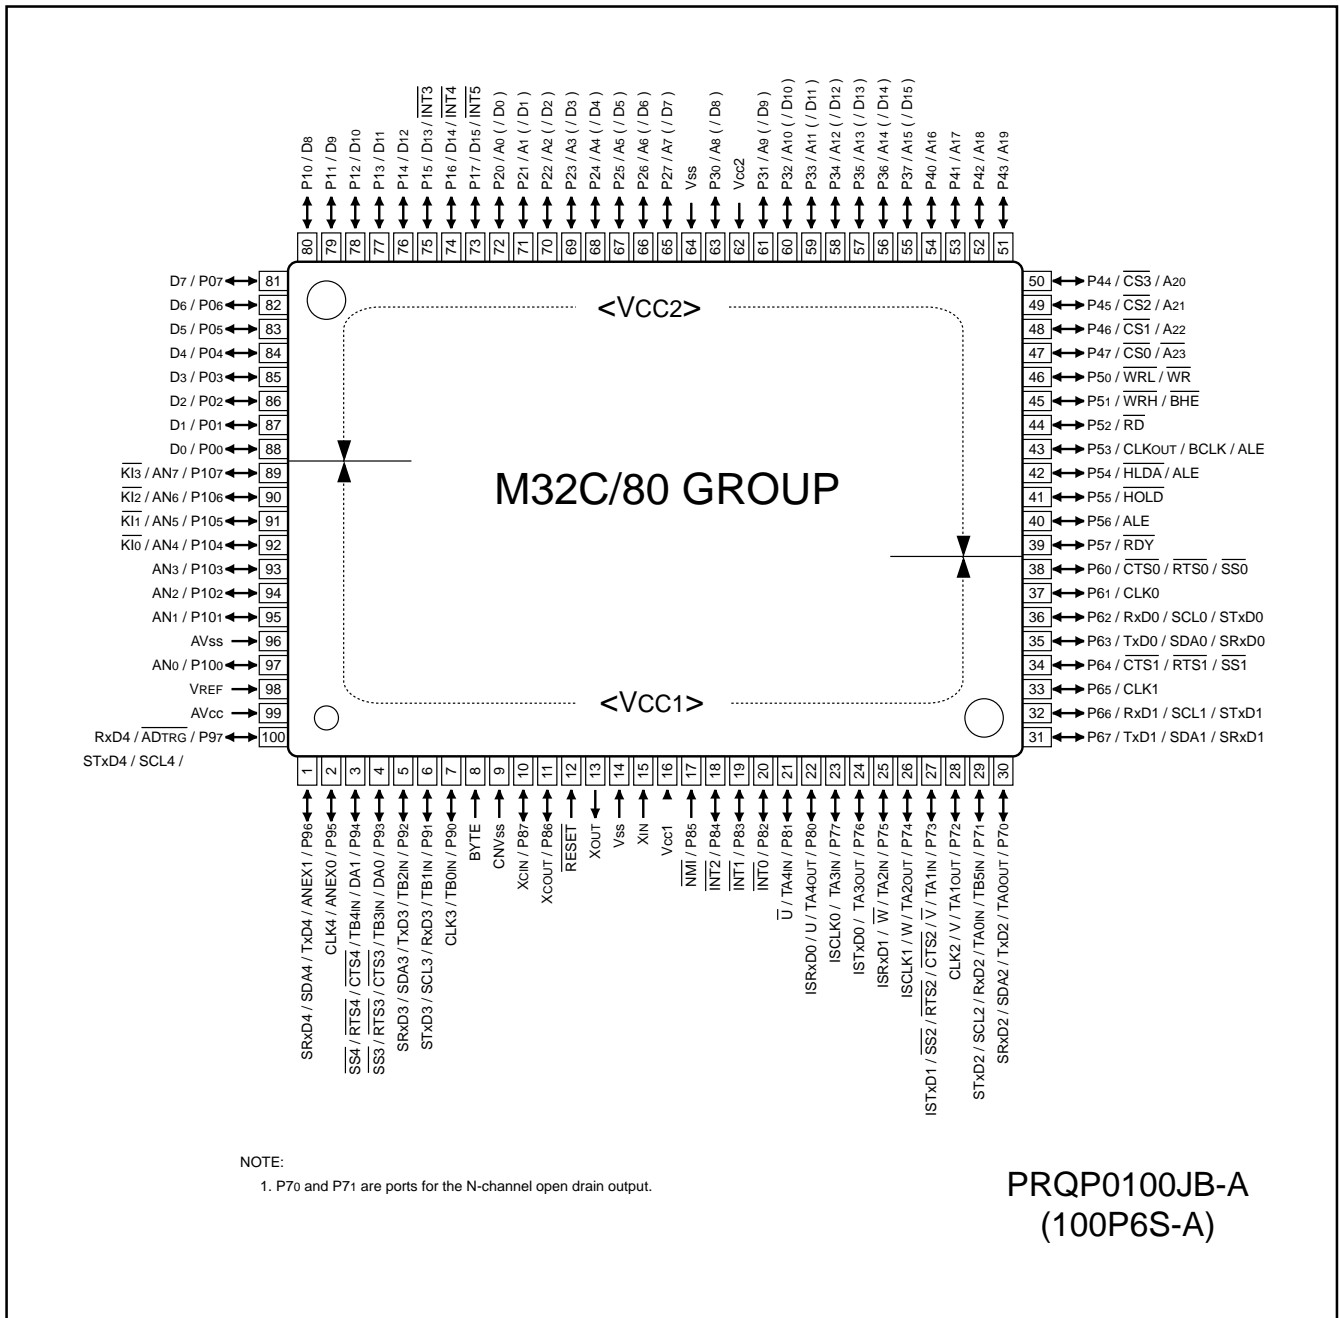 P10 / D8
P11 / D9
P12 / D10
P13 / D11
P14 / D12
P15 / D13 / INT3
P16 / D14 / INT4
P17 / D15 / INT5
P20 / A0 ( / D0 )
P21 / A1 ( / D1 )
P22 / A2 ( / D2 )
P23 / A3 ( / D3 )
P24 / A4 ( / D4 )
P25 / A5 ( / D5 )
P26 / A6 ( / D6 )
P27 / A7 ( / D7 )
Vss
P30 / A8 ( / D8 )
Vcc2
P31 / A9 ( / D9 )
P32 / A10 ( / D10 )
P33 / A11 ( / D11 )
P34 / A12 ( / D12 )
P35 / A13 ( / D13 )
P36 / A14 ( / D14 )
P37 / A15 ( / D15 )
P40 / A16
P41 / A17
P42 / A18
P43 / A19
80 79 78 77 76 75 74 73 72 71 70 69 68 67 66 65 64 63 62 61 60 59 58 57 56 55 54 53 52 51
D7 / P07 81
D6 / P06 82
D5 / P05 83
D4 / P04 84
D3 / P03 85
D2 / P02 86
D1 / P01 87
D0 / P00 88
KI3 / AN7 / P107 89
KI2 / AN6 / P106 90
KI1 / AN5 / P105 91
KI0 / AN4 / P104 92
AN3 / P103 93
AN2 / P102 94
AN1 / P101 95
AVss 96
AN0 / P100 97
VREF 98
AVcc 99
RxD4 / ADTRG / P97 100
STxD4 / SCL4 /
<VCC2>
M32C/80 GROUP
<VCC1>
50 P44 / CS3 / A20
49 P45 / CS2 / A21
48 P46 / CS1 / A22
47 P47 / CS0 / A23
46 P50 / WRL / WR
45 P51 / WRH / BHE
44 P52 / RD
43 P53 / CLKOUT / BCLK / ALE
42 P54 / HLDA / ALE
41 P55 / HOLD
40 P56 / ALE
39 P57 / RDY
38 P60 / CTS0 / RTS0 / SS0
37 P61 / CLK0
36 P62 / RxD0 / SCL0 / STxD0
35 P63 / TxD0 / SDA0 / SRxD0
34 P64 / CTS1 / RTS1 / SS1
33 P65 / CLK1
32 P66 / RxD1 / SCL1 / STxD1
31 P67 / TxD1 / SDA1 / SRxD1
1 2 3 4 5 6 7 8 9 10 11 12 13 14 15 16 17 18 19 20 21 22 23 24 25 26 27 28 29 30
SRxD4 / SDA4 / TxD4 / ANEX1 / P96
CLK4 / ANEX0 / P95
SS4 / RTS4 / CTS4 / TB4IN / DA1 / P94
SS3 / RTS3 / CTS3 / TB3IN / DA0 / P93
SRxD3 / SDA3 / TxD3 / TB2IN / P92
STxD3 / SCL3 / RxD3 / TB1IN / P91
CLK3 / TB0IN / P90
BYTE
CNVss
XCIN / P87
XCOUT / P86
RESET
XOUT
Vss
XIN
Vcc1
NMI / P85
INT2 / P84
INT1 / P83
INT0 / P82
U / TA4IN / P81
ISRxD0 / U / TA4OUT / P80
ISCLK0 / TA3IN / P77
ISTxD0 / TA3OUT / P76
ISRxD1 / W / TA2IN / P75
ISCLK1 / W / TA2OUT / P74
ISTxD1 / SS2 / RTS2 / CTS2 / V / TA1IN / P73
CLK2 / V / TA1OUT / P72
STxD2 / SCL2 / RxD2 / TA0IN / TB5IN / P71
SRxD2 / SDA2 / TxD2 / TA0OUT / P70
NOTE:
1. P70 and P71 are ports for the N-channel open drain output.
PRQP0100JB-A
(100P6S-A)